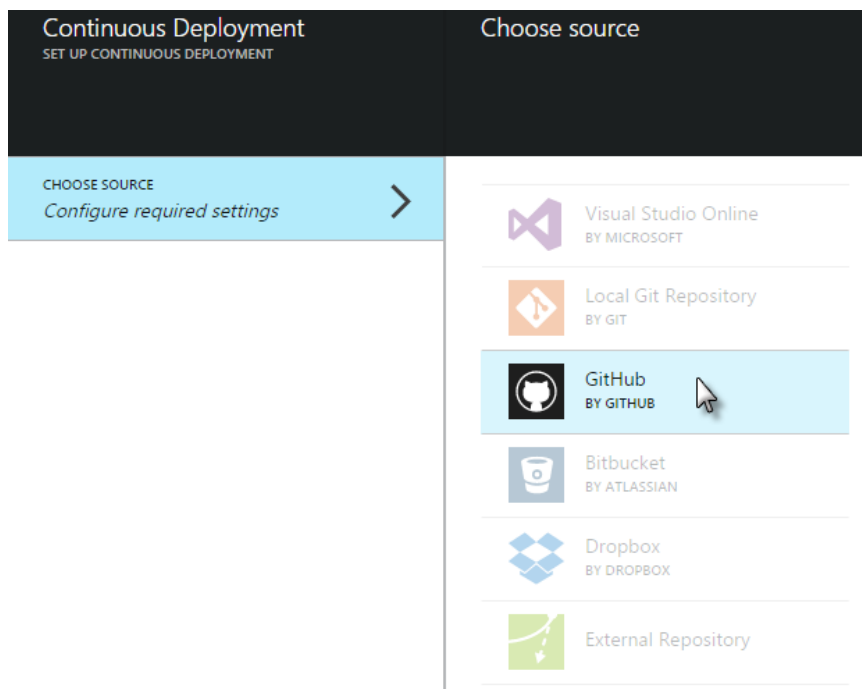 Continuous Deployment
SET UP CONTINUOUS DEPLOYMENT
CHOOSE SOURCE
Configure required settings
Choose source
Visual Studio Online
BY MICROSOFT
Local Git Repository
BY GIT
GitHub
BY GITHUB
Bitbucket
BY ATLASSIAN
Dropbox
BY DROPBOX
External Repository